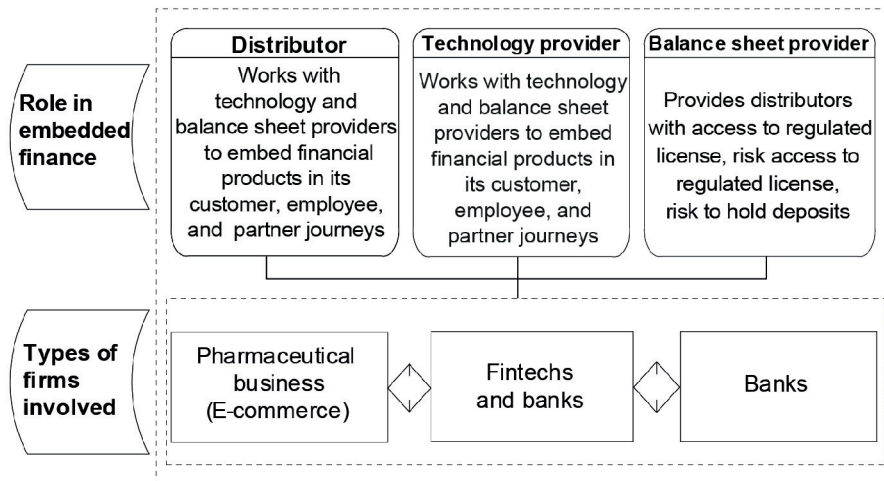 Role in
embedded
finance
Distributor
Works with
technology and
balance sheet providers
to embed financial
products in its
customer, employee,
and partner journeys
Technology provider
Works with technology
and balance sheet
providers to embed
financial products in
its customer,
employee, and
partner journeys
Balance sheet provider
Provides distributors
with access to regulated
license, risk access to
regulated license,
risk to hold deposits
Types of
firms
involved
Pharmaceutical
business
(E-commerce)
Fintechs
and banks
Banks